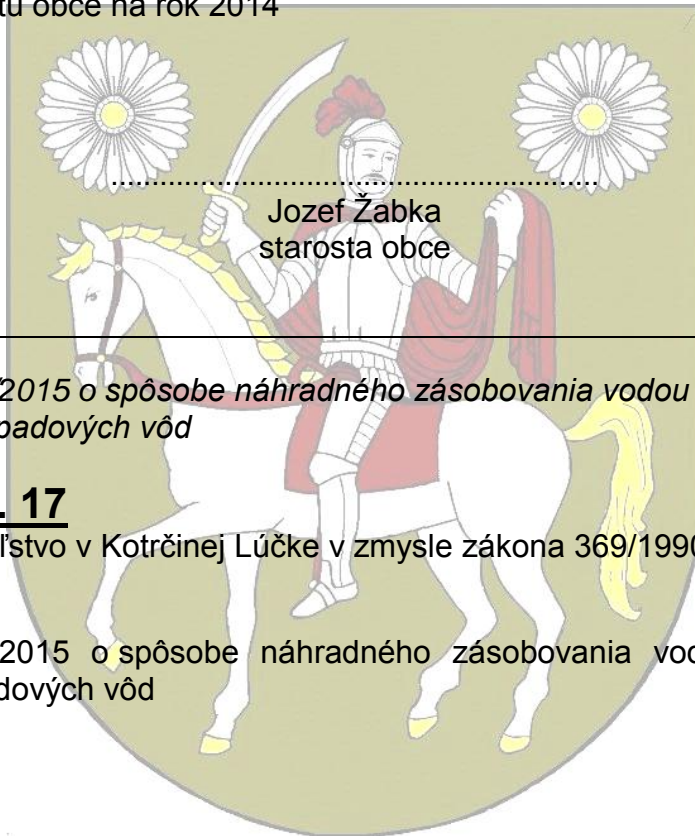 tu obce na rok 2014
................................................................
Jozef Žabka
starosta obce
/2015 o spôsobe náhradného zásobovania vodou
padových vôd
. 17
ľstvo v Kotrčinej Lúčke v zmysle zákona 369/1990
2015 o spôsobe náhradného zásobovania vod
dových vôd